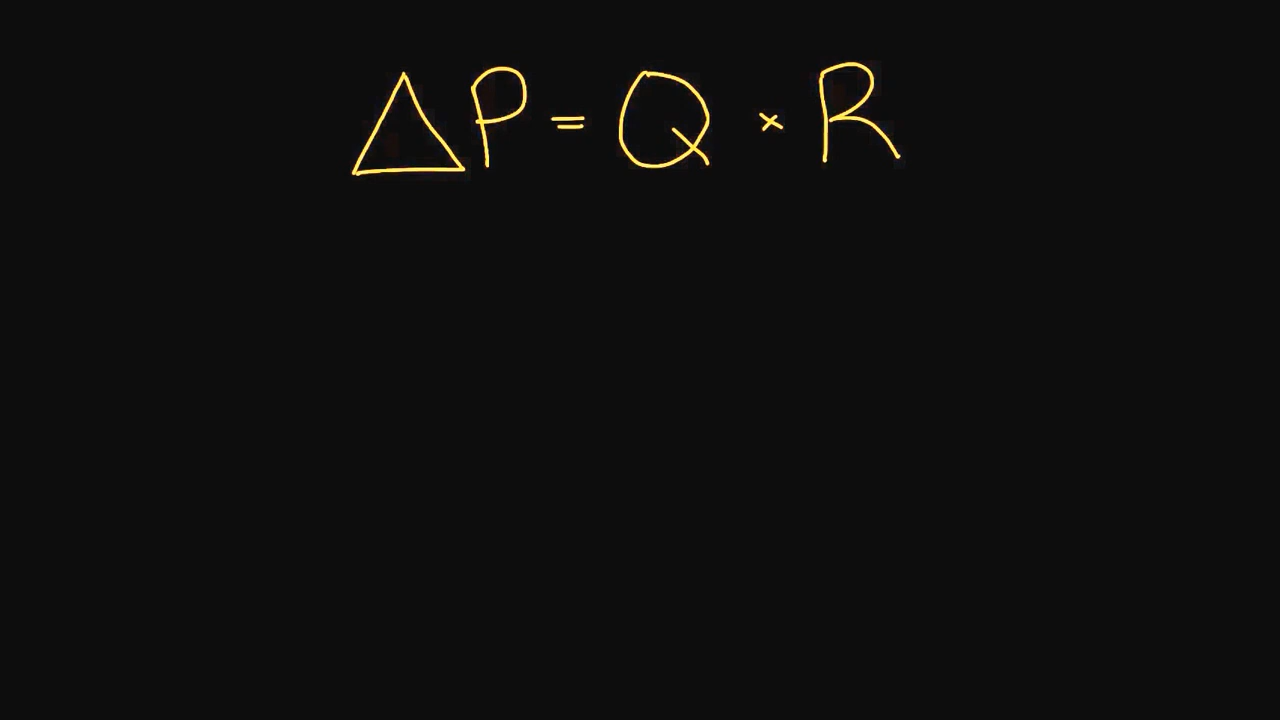 ΔP = Q × R